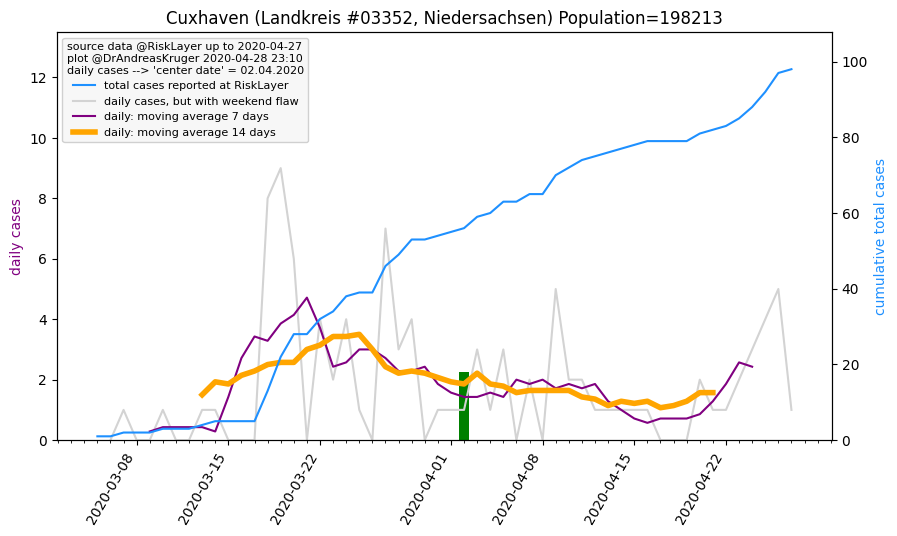 Cuxhaven (Landkreis #03352, Niedersachsen) Population=198213
source data @RiskLayer up to 2020-04-27
plot @DrAndreasKruger 2020-04-28 23:10
daily cases --> 'center date' = 02.04.2020
total cases reported at RiskLayer
daily cases, but with weekend flaw
daily: moving average 7 days
daily: moving average 14 days
daily cases
12
10
8
6
4
2
0
100
80
60
40
20
0
cumulative total cases
2020-03-08
2020-03-15
2020-03-22
2020-04-01
2020-04-08
2020-04-15
2020-04-22